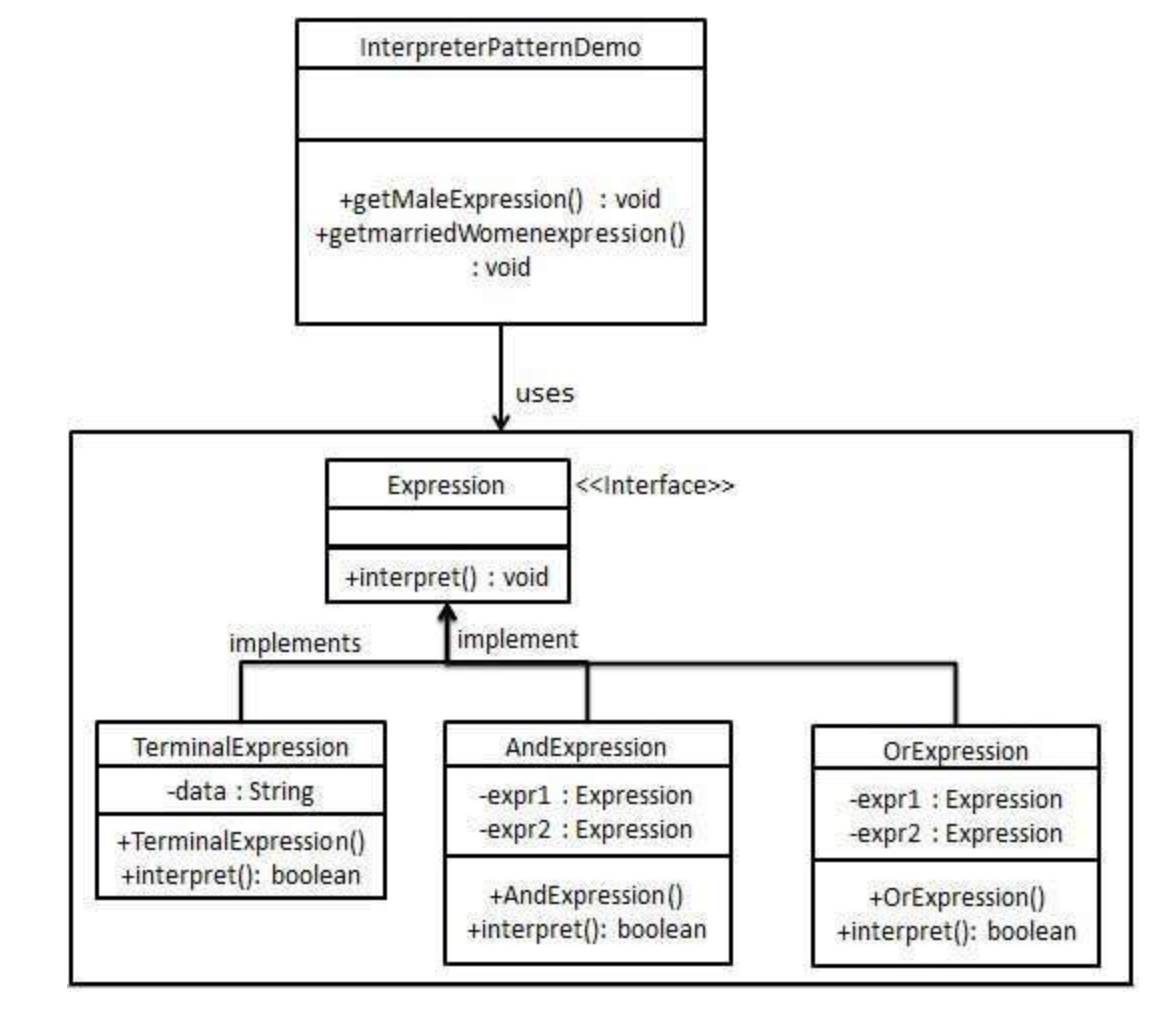 InterpreterPatternDemo
+getMaleExpression() : void
+getmarriedWomenexpression()
: void
uses
Expression
<<Interface>>
+interpret() : void
implements
implement
TerminalExpression
-data : String
+TerminalExpression()
+interpret(): boolean
AndExpression
-expr1 : Expression
-expr2 : Expression
+AndExpression()
+interpret(): boolean
OrExpression
-expr1 : Expression
-expr2 : Expression
+OrExpression()
+interpret(): boolean